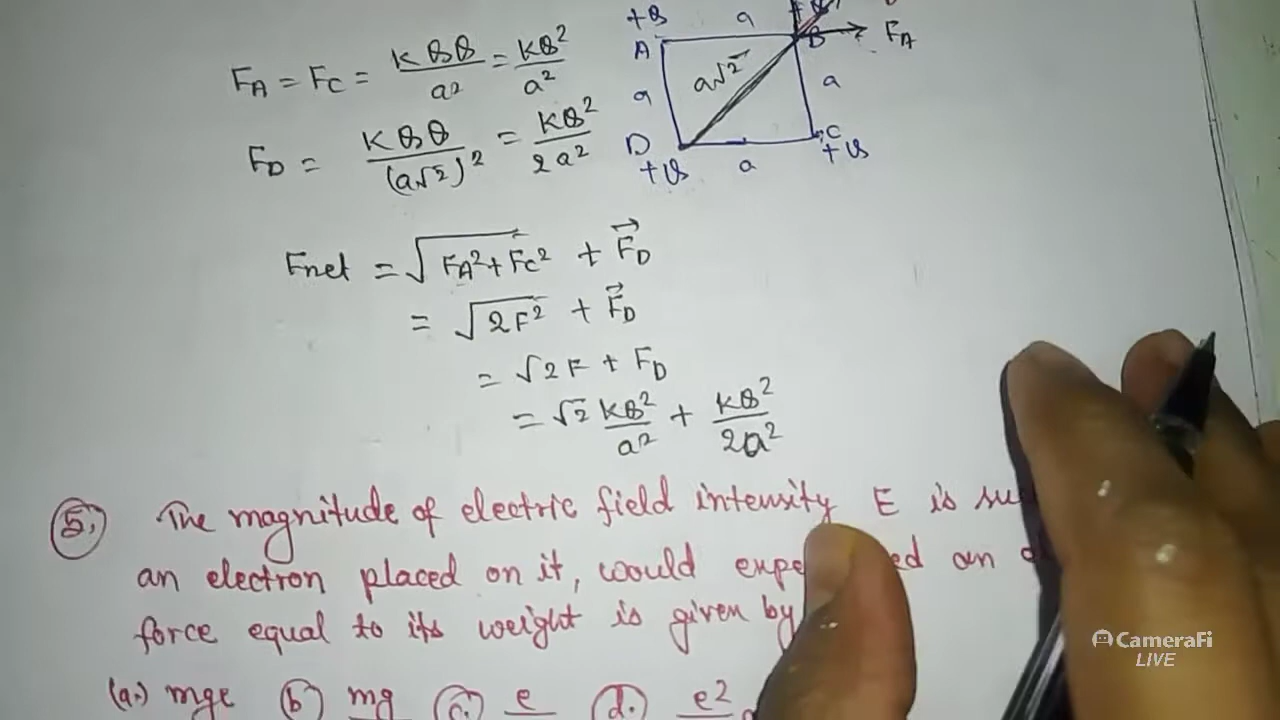 +Q a
A B F_A
F_A = F_C = KQQ/a² = KQ²/a²
a a√2 a
F_D = KQQ/(a√2)² = KQ²/2a²
D C
+Q a +Q
Fnet = √(F_A² + F_C²) + F⃗_D
= √(2F²) + F⃗_D
= √2 F + F_D
= √2 KQ²/a² + KQ²/2a²
5. The magnitude of electric field intensity E is
an electron placed on it, would an
force equal to its weight is given by
(a.) mge (b) mg (c.) e (d.) e²
CameraFi
LIVE